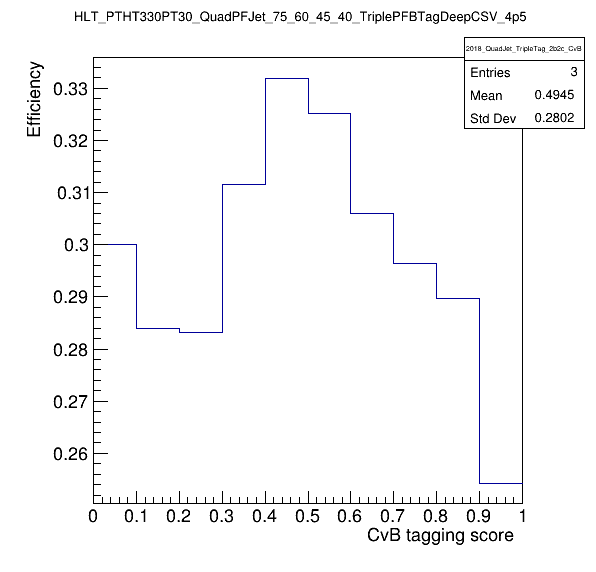 HLT_PTHT330PT30_QuadPFJet_75_60_45_40_TriplePFBTagDeepCSV_4p5
2018_QuadJet_TripleTag_2b2c_CvB
Entries 3
Mean 0.4945
Std Dev 0.2802
Efficiency
0.33
0.32
0.31
0.3
0.29
0.28
0.27
0.26
0 0.1 0.2 0.3 0.4 0.5 0.6 0.7 0.8 0.9 1
CvB tagging score